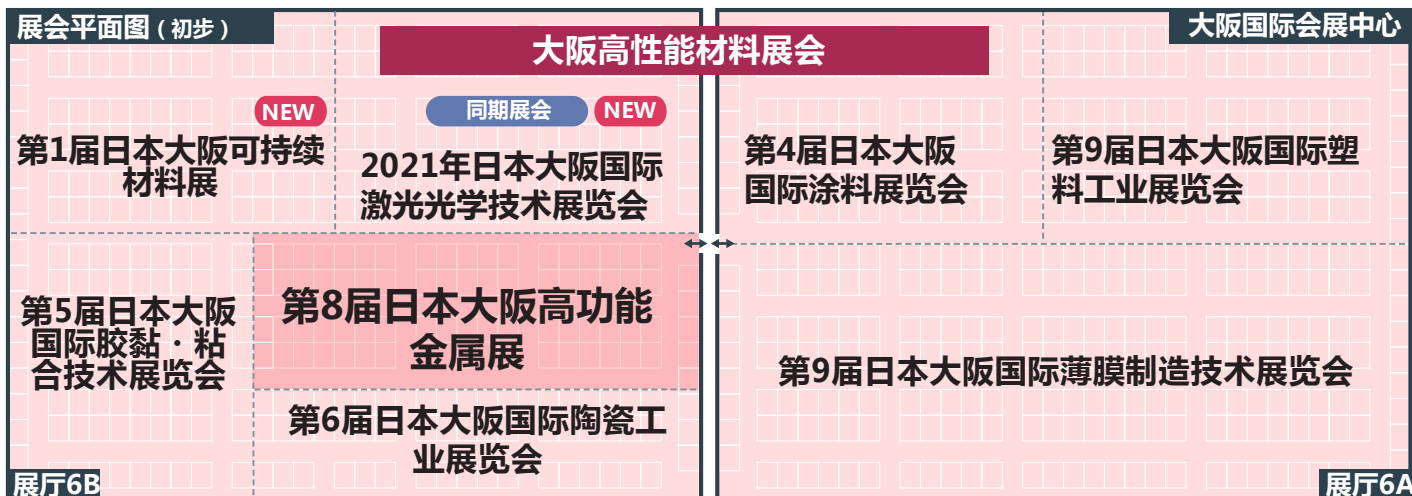 展会平面图（初步）
大阪国际会展中心
大阪高性能材料展会
NEW
第1届日本大阪可持续
材料展
同期展会
NEW
2021年日本大阪国际
激光光学技术展览会
第4届日本大阪
国际涂料展览会
第9届日本大阪国际塑
料工业展览会
第5届日本大阪
国际胶黏·粘
合技术展览会
第8届日本大阪高功能
金属展
第6届日本大阪国际陶瓷工
业展览会
第9届日本大阪国际薄膜制造技术展览会
展厅6B
展厅6A